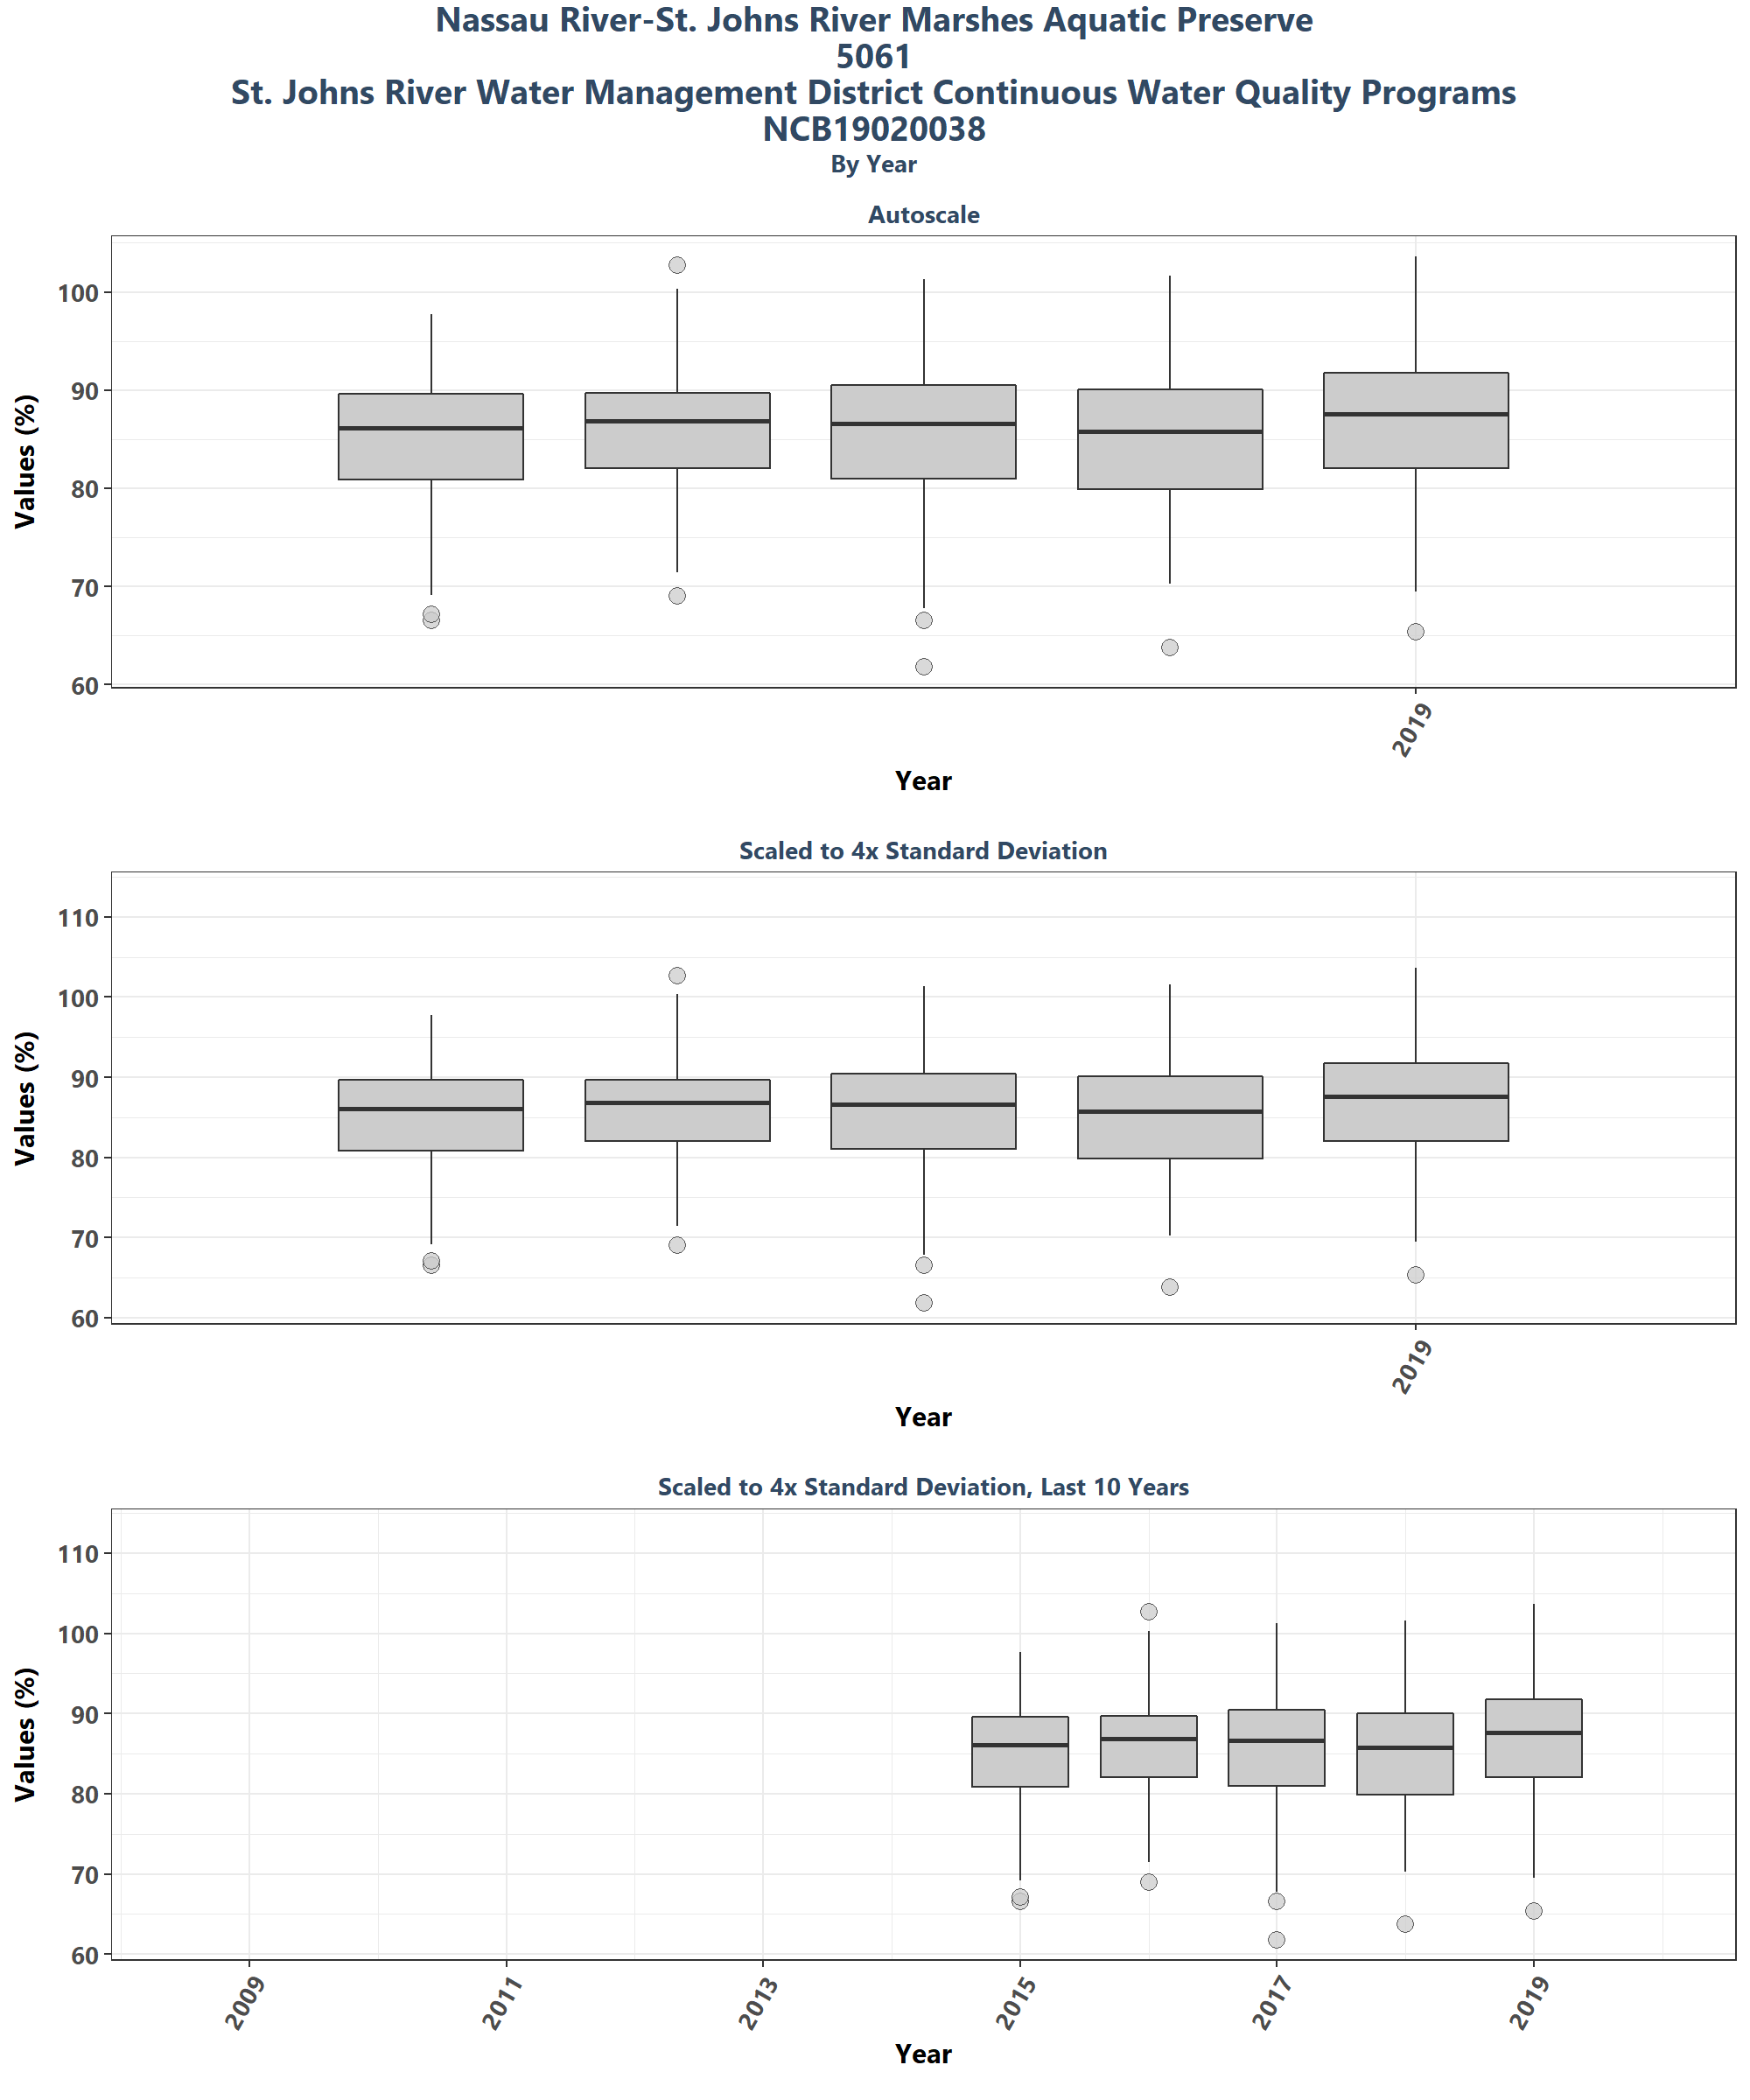 Nassau River-St. Johns River Marshes Aquatic Preserve
5061
St. Johns River Water Management District Continuous Water Quality Programs
NCB19020038
By Year
Autoscale
Values (%)
100
90
80
70
60
2019
Year
Scaled to 4x Standard Deviation
Values (%)
110
100
90
80
70
60
2019
Year
Scaled to 4x Standard Deviation, Last 10 Years
Values (%)
110
100
90
80
70
60
2009 2011 2013 2015 2017 2019
Year